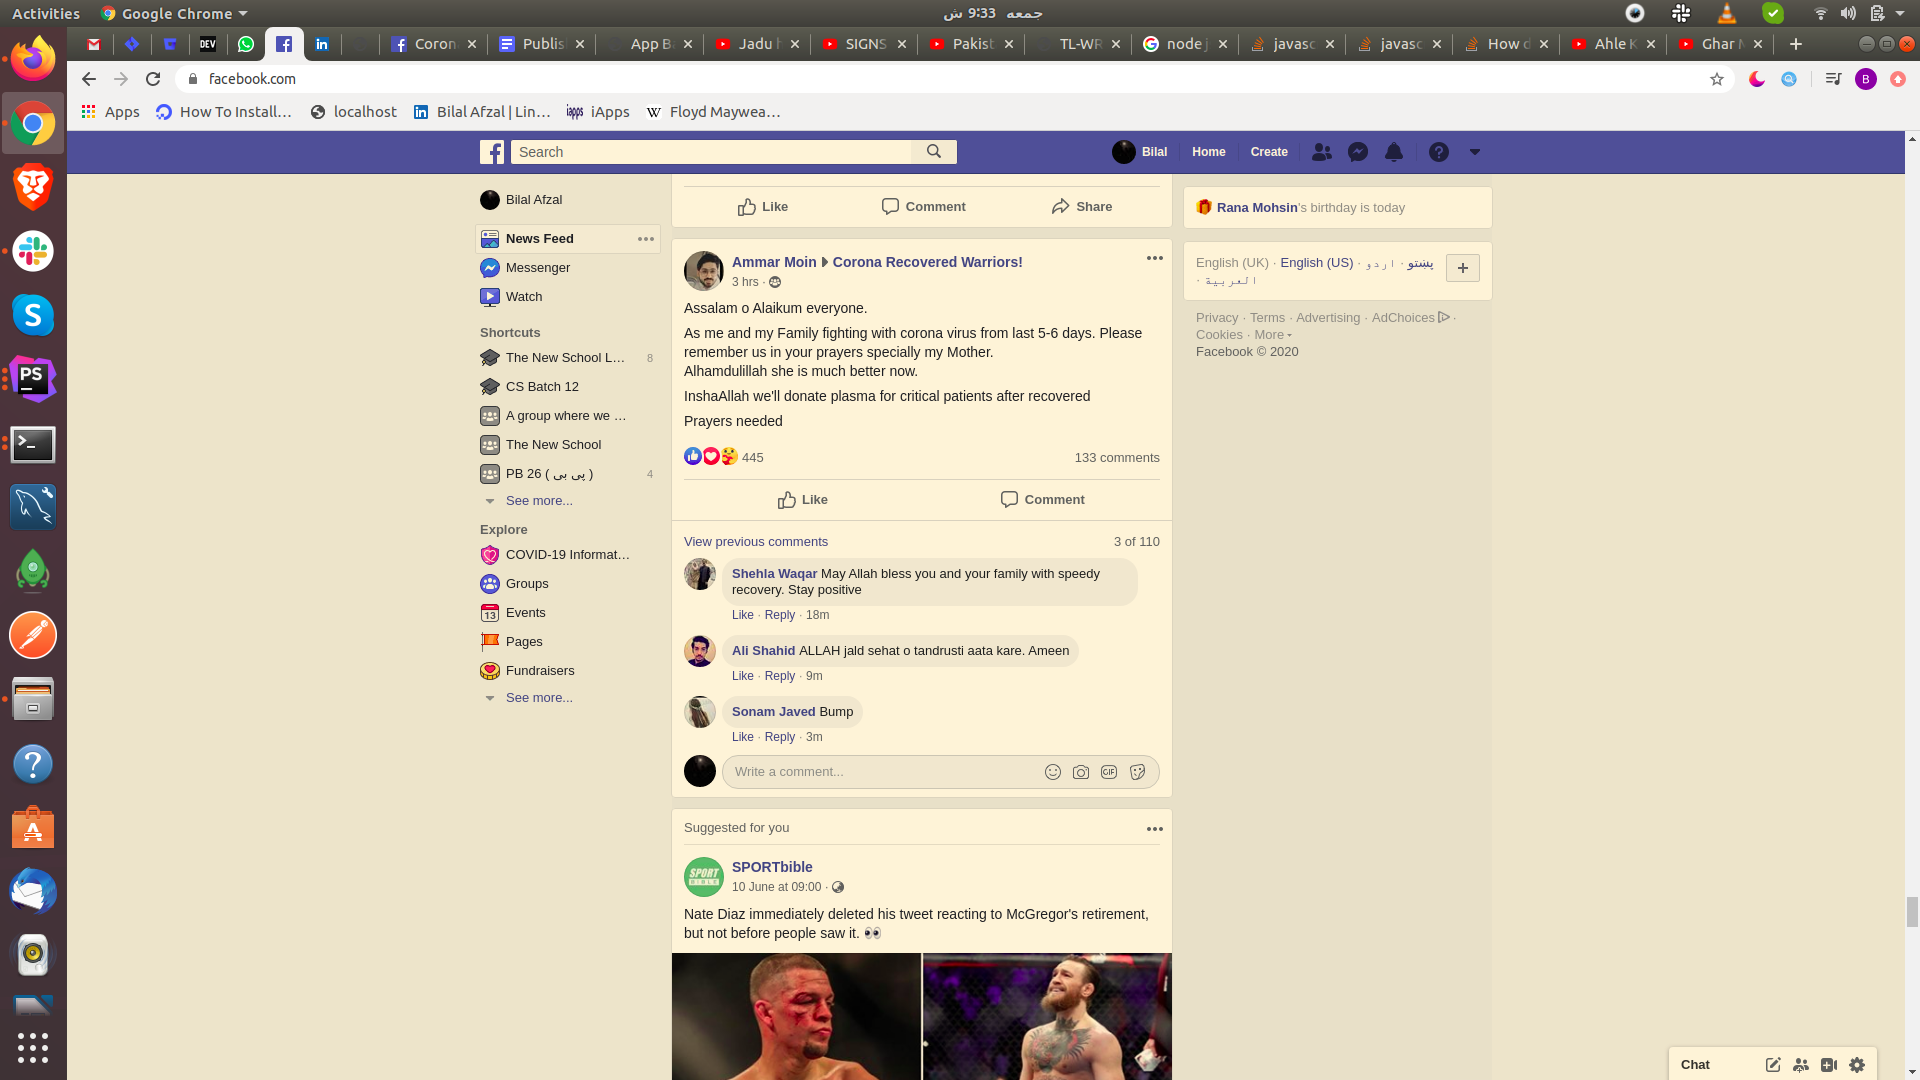 Activities
Google Chrome
جمعه 9:33 ش
DEV
Coron
Publis
App B
Jadu
SIGNS
Pakist
TL-WR
node j
javasc
javasc
How d
Ahle K
Ghar
facebook.com
B
Apps
How To Install…
localhost
Bilal Afzal | Lin…
iApps
Floyd Maywea…
Search
Bilal
Home
Create
Bilal Afzal
News Feed
Messenger
Watch
Shortcuts
The New School L...
8
CS Batch 12
A group where we ...
The New School
PB 26 ( پی بی )
4
See more...
Explore
COVID-19 Informat...
Groups
Events
Pages
Fundraisers
See more...
Like
Comment
Share
Ammar Moin Corona Recovered Warriors!
3 hrs ·
Assalam o Alaikum everyone.
As me and my Family fighting with corona virus from last 5-6 days. Please
remember us in your prayers specially my Mother.
Alhamdulillah she is much better now.
InshaAllah we'll donate plasma for critical patients after recovered
Prayers needed
445
133 comments
Like
Comment
View previous comments
3 of 110
Shehla Waqar May Allah bless you and your family with speedy
recovery. Stay positive
Like · Reply · 18m
Ali Shahid ALLAH jald sehat o tandrusti aata kare. Ameen
Like · Reply · 9m
Sonam Javed Bump
Like · Reply · 3m
Write a comment...
GIF
Suggested for you
SPORT BIBLE
SPORTbible
10 June at 09:00 ·
Nate Diaz immediately deleted his tweet reacting to McGregor's retirement,
but not before people saw it. 👀
Rana Mohsin's birthday is today
English (UK) · English (US) · اردو · پښتو
· العربية
Privacy · Terms · Advertising · AdChoices ·
Cookies · More
Facebook © 2020
Chat
PS
13